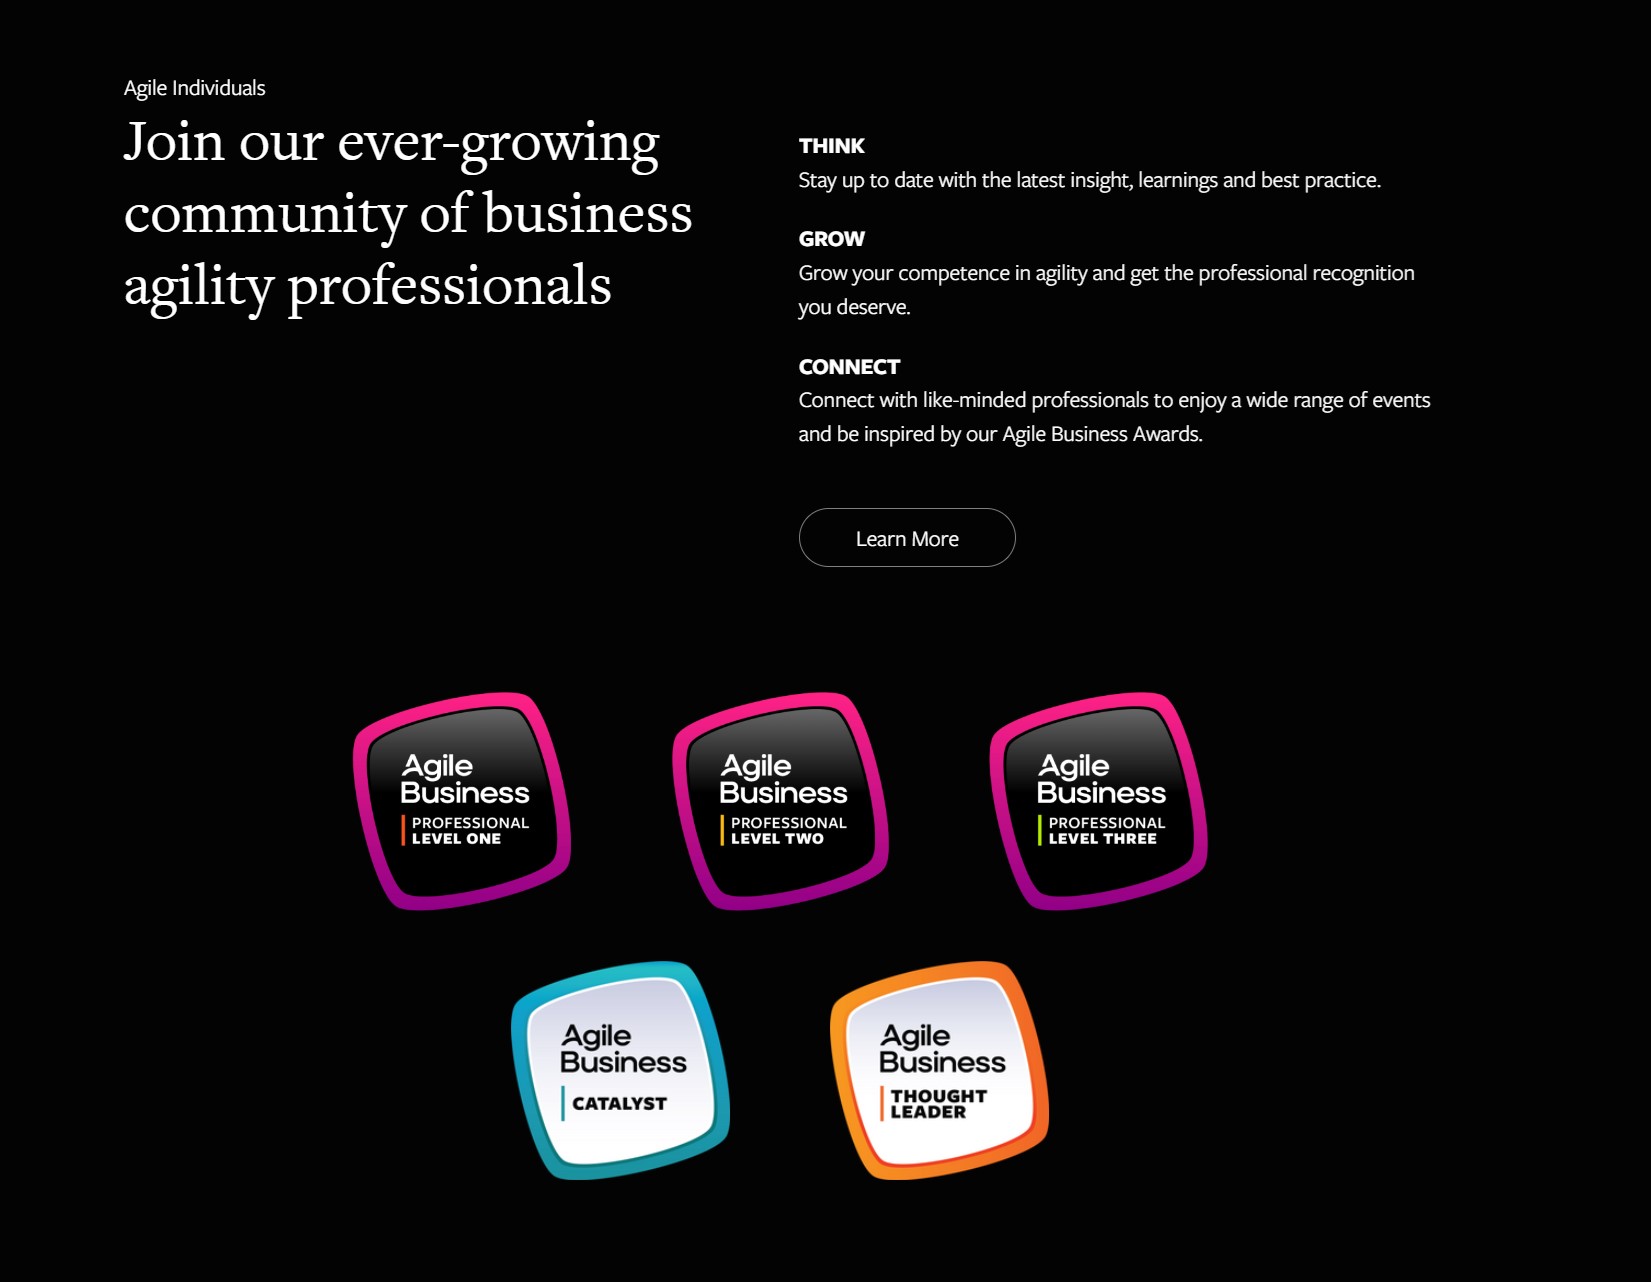 Agile Individuals
Join our ever-growing
community of business
agility professionals
THINK
Stay up to date with the latest insight, learnings and best practice.
GROW
Grow your competence in agility and get the professional recognition
you deserve.
CONNECT
Connect with like-minded professionals to enjoy a wide range of events
and be inspired by our Agile Business Awards.
Learn More
Agile
Business
PROFESSIONAL
LEVEL ONE
Agile
Business
PROFESSIONAL
LEVEL TWO
Agile
Business
PROFESSIONAL
LEVEL THREE
Agile
Business
CATALYST
Agile
Business
THOUGHT
LEADER